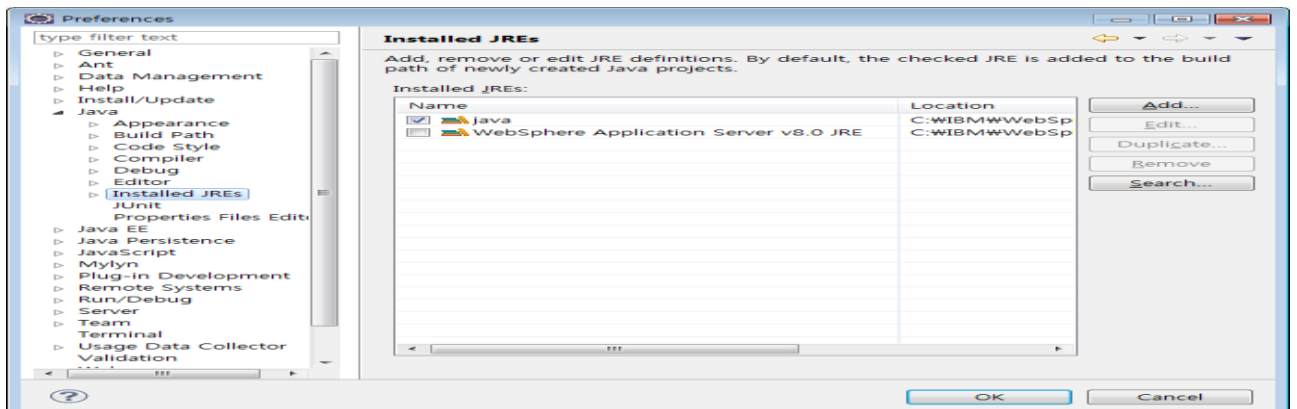 Preferences
type filter text
General
Ant
Data Management
Help
Install/Update
Java
Appearance
Build Path
Code Style
Compiler
Debug
Editor
Installed JREs
JUnit
Properties Files Edit
Java EE
Java Persistence
JavaScript
Mylyn
Plug-in Development
Remote Systems
Run/Debug
Server
Team
Terminal
Usage Data Collector
Validation
Installed JREs
Add, remove or edit JRE definitions. By default, the checked JRE is added to the build
path of newly created Java projects.
Installed JREs:
Name Location
java C:₩IBM₩WebSp
WebSphere Application Server v8.0 JRE C:₩IBM₩WebSp
Add...
Edit...
Duplicate...
Remove
Search...
OK Cancel